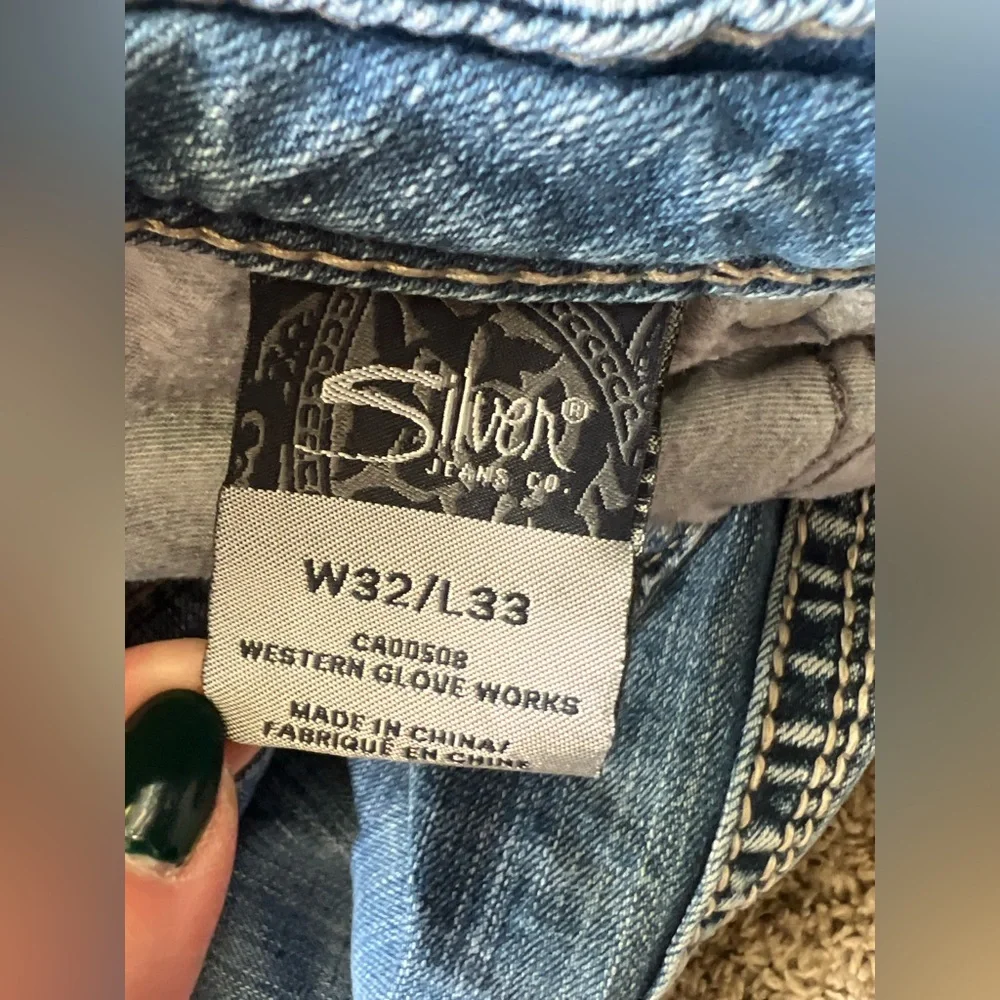 Silver®
JEANS CO.
W32/L33
CA00508
WESTERN GLOVE WORKS
MADE IN CHINA/
FABRIQUÉ EN CHINE